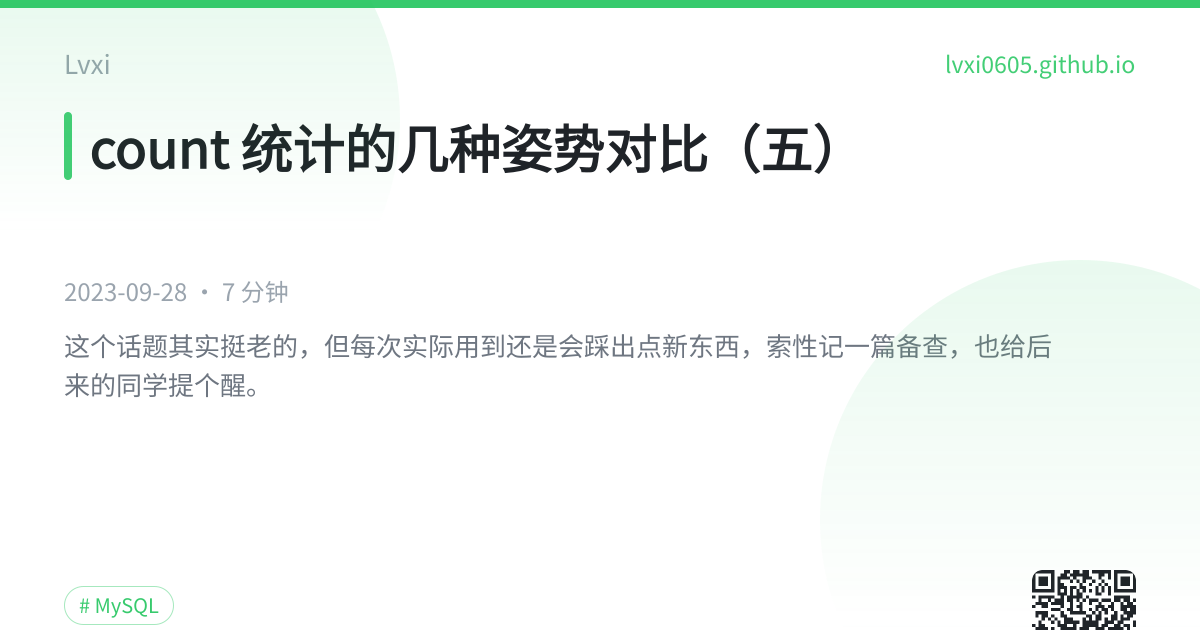 Lvxi
lvxi0605.github.io
count 统计的几种姿势对比（五）
2023-09-28 · 7 分钟
这个话题其实挺老的，但每次实际用到还是会踩出点新东西，索性记一篇备查，也给后
来的同学提个醒。
# MySQL